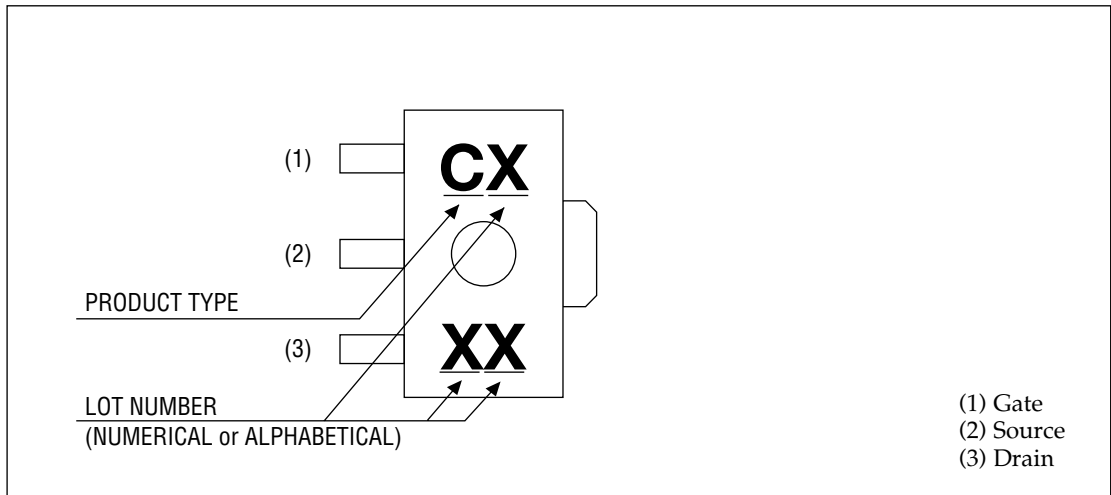 (1)
CX
(2)
PRODUCT TYPE
(3)
XX
LOT NUMBER
(NUMERICAL or ALPHABETICAL)
(1) Gate
(2) Source
(3) Drain